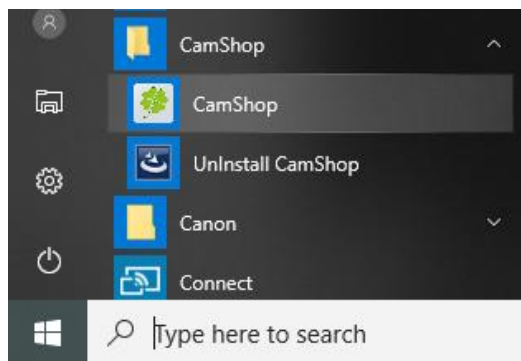 CamShop
CamShop
UnInstall CamShop
Canon
Connect
Type here to search